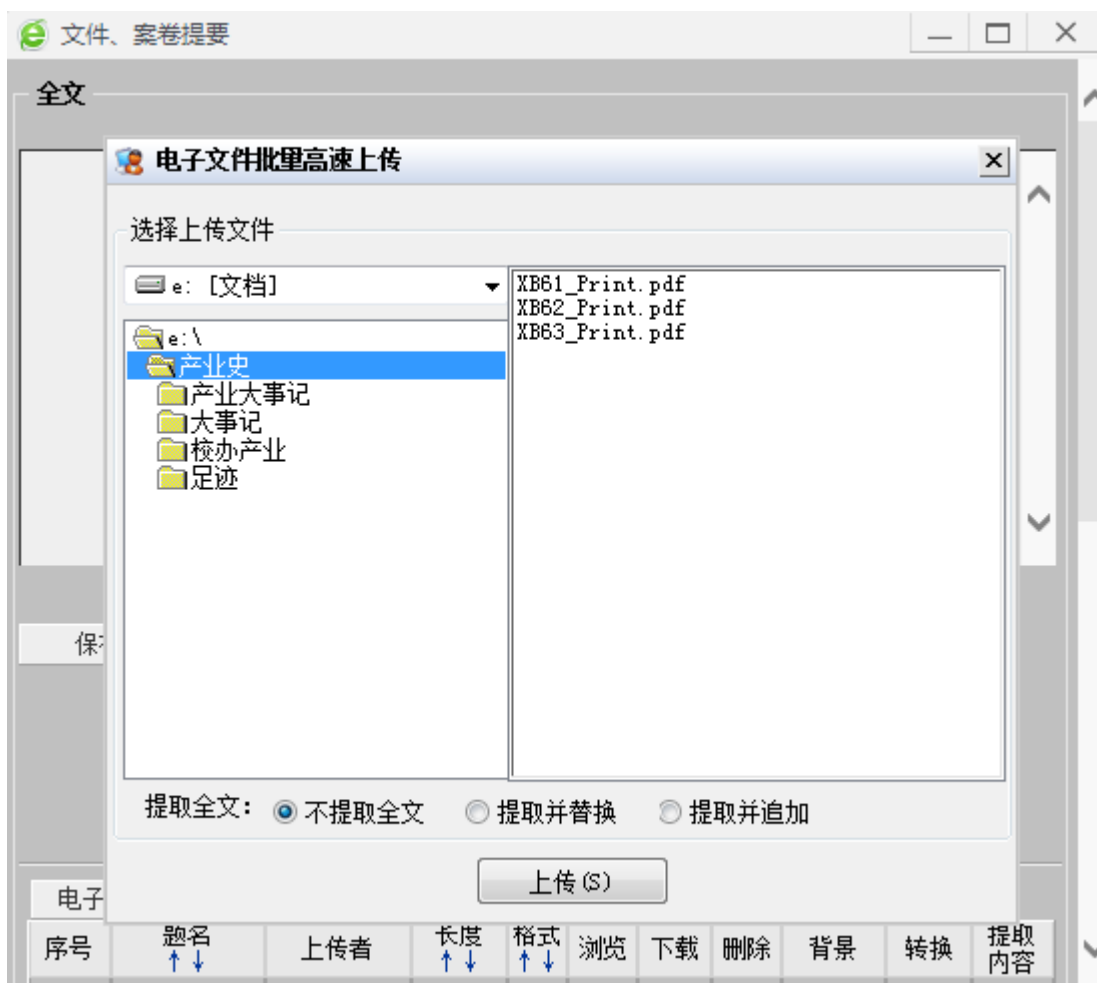 文件、案卷提要
全文
电子文件批量高速上传
选择上传文件
e: [文档]
e:\
产业史
产业大事记
大事记
校办产业
足迹
XB61_Print.pdf
XB62_Print.pdf
XB63_Print.pdf
保
提取全文: 不提取全文 提取并替换 提取并追加
上传(S)
电子
序号 题名 ↑↓ 上传者 长度 ↑↓ 格式 ↑↓ 浏览 下载 删除 背景 转换 提取内容